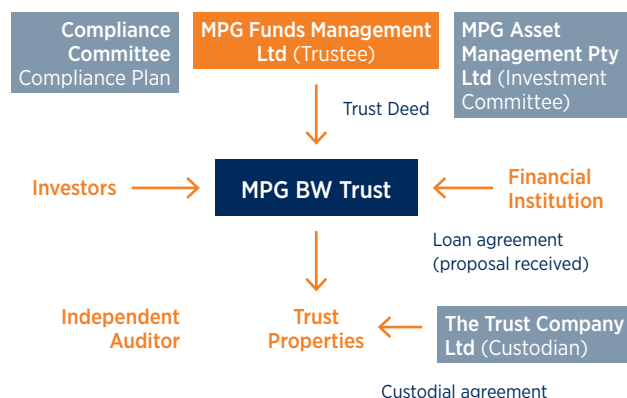 Compliance
Committee
Compliance Plan
MPG Funds Management
Ltd (Trustee)
MPG Asset
Management Pty
Ltd (Investment
Committee)
Trust Deed
Investors
MPG BW Trust
Financial
Institution
Loan agreement
(proposal received)
Independent
Auditor
Trust
Properties
The Trust Company
Ltd (Custodian)
Custodial agreement